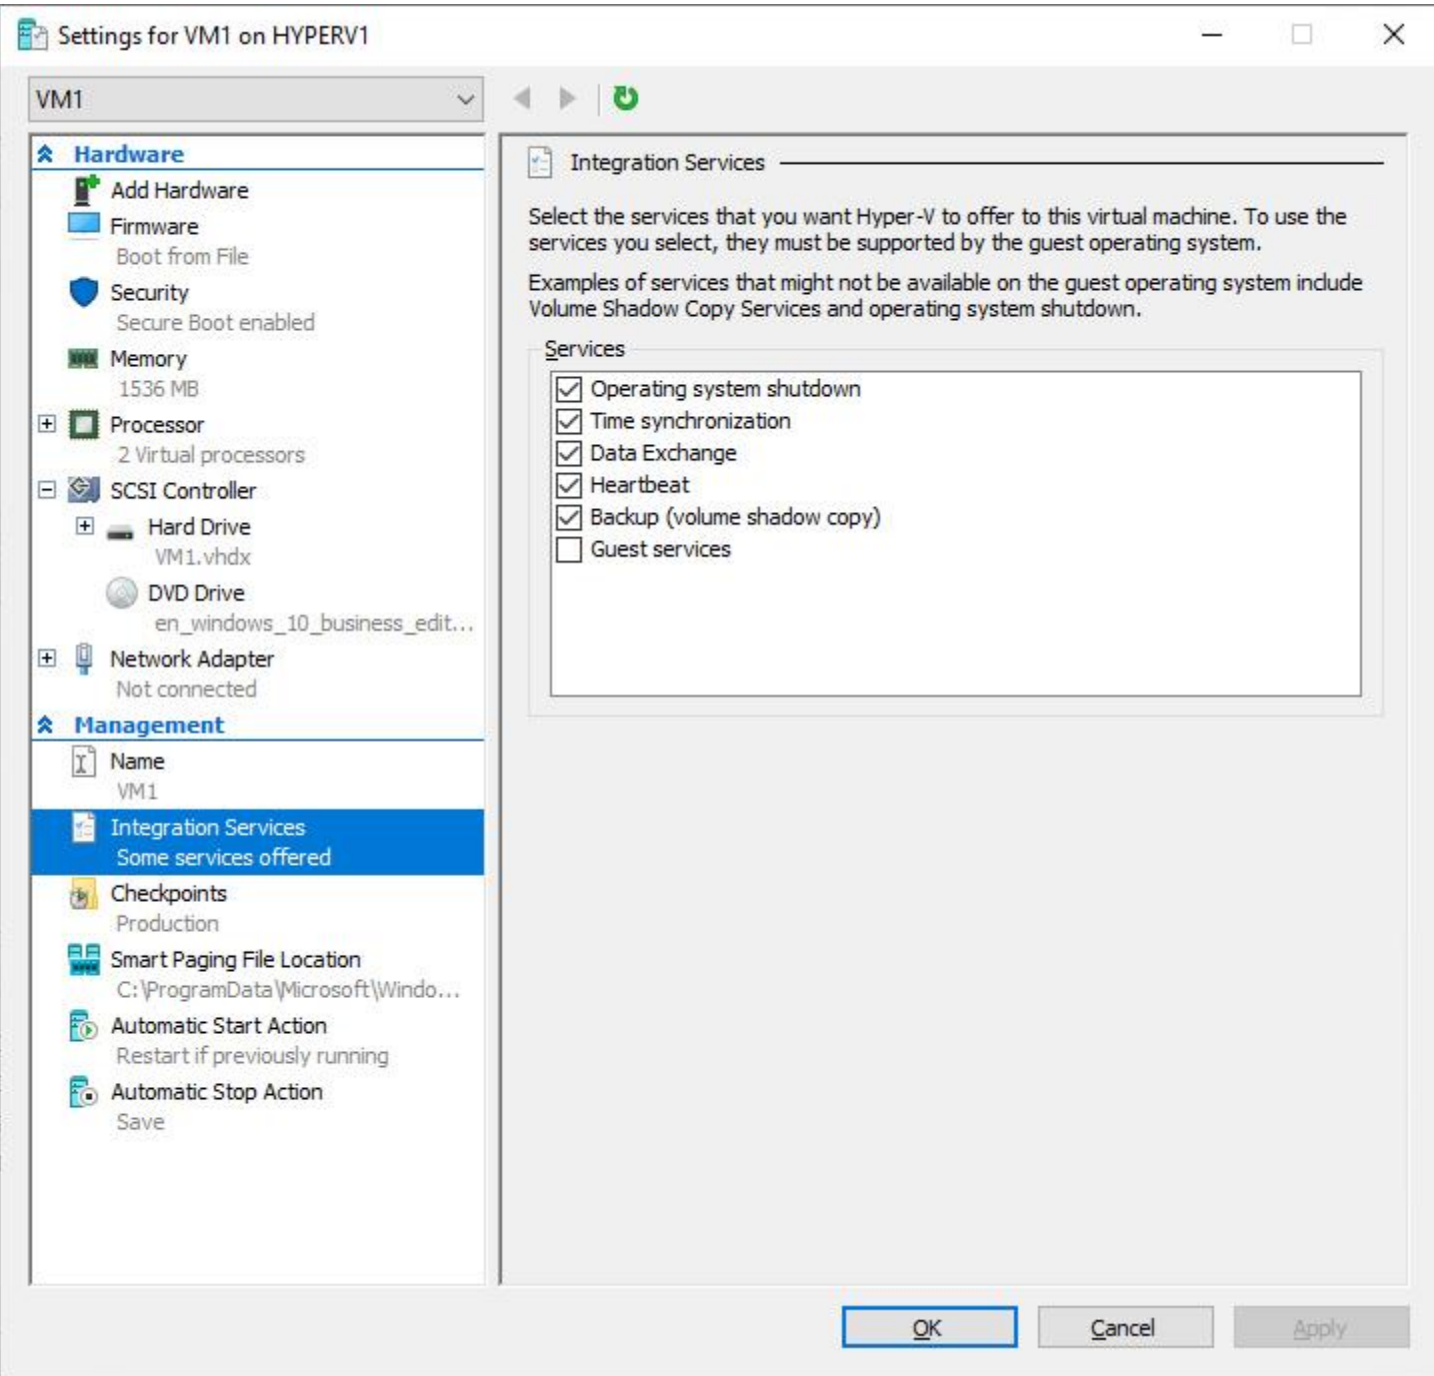 Settings for VM1 on HYPERV1
VM1
Hardware
Add Hardware
Firmware
Boot from File
Security
Secure Boot enabled
Memory
1536 MB
Processor
2 Virtual processors
SCSI Controller
Hard Drive
VM1.vhdx
DVD Drive
en_windows_10_business_edit...
Network Adapter
Not connected
Management
Name
VM1
Integration Services
Some services offered
Checkpoints
Production
Smart Paging File Location
C:\ProgramData\Microsoft\Windo...
Automatic Start Action
Restart if previously running
Automatic Stop Action
Save
Integration Services
Select the services that you want Hyper-V to offer to this virtual machine. To use the
services you select, they must be supported by the guest operating system.
Examples of services that might not be available on the guest operating system include
Volume Shadow Copy Services and operating system shutdown.
Services
Operating system shutdown
Time synchronization
Data Exchange
Heartbeat
Backup (volume shadow copy)
Guest services
OK
Cancel
Apply